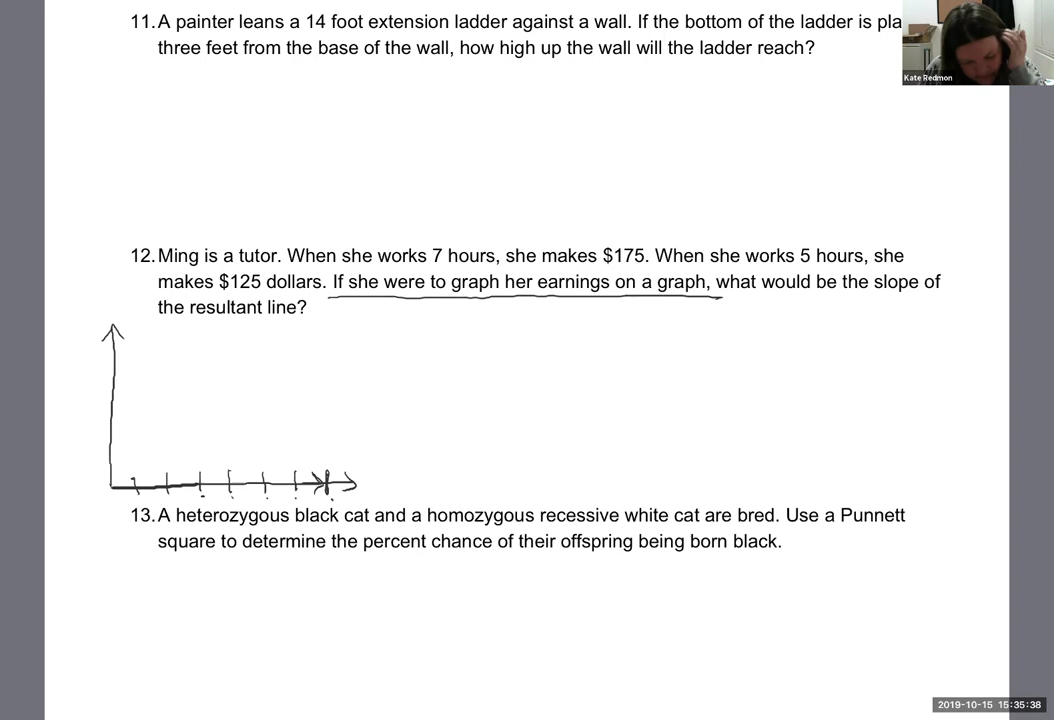 11. A painter leans a 14 foot extension ladder against a wall. If the bottom of the ladder is pla
three feet from the base of the wall, how high up the wall will the ladder reach?
Kate Redmon
12. Ming is a tutor. When she works 7 hours, she makes $175. When she works 5 hours, she
makes $125 dollars. If she were to graph her earnings on a graph, what would be the slope of
the resultant line?
13. A heterozygous black cat and a homozygous recessive white cat are bred. Use a Punnett
square to determine the percent chance of their offspring being born black.
2019-10-15 15:35:38